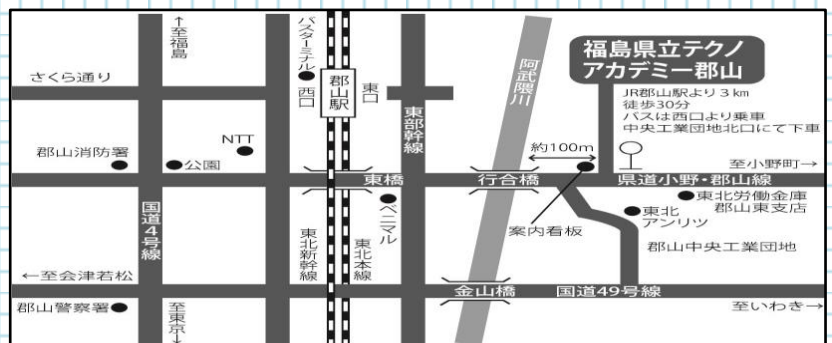 ←至福島
バスターミナル
西口
郡山駅
東口
さくら通り
福島県立テクノ
アカデミー郡山
JR郡山駅より3km
徒歩30分
バスは西口より乗車
中央工業団地北口にて下車
阿武隈川
東部幹線
NTT
郡山消防署
公園
約100m
至小野町→
東橋
行合橋
県道小野・郡山線
国道4号線
東北新幹線
東北本線
ベニマル
案内看板
東北労働金庫
郡山東支店
東北
アンリツ
郡山中央工業団地
←至会津若松
金山橋
国道49号線
郡山警察署
至東京→
至いわき→